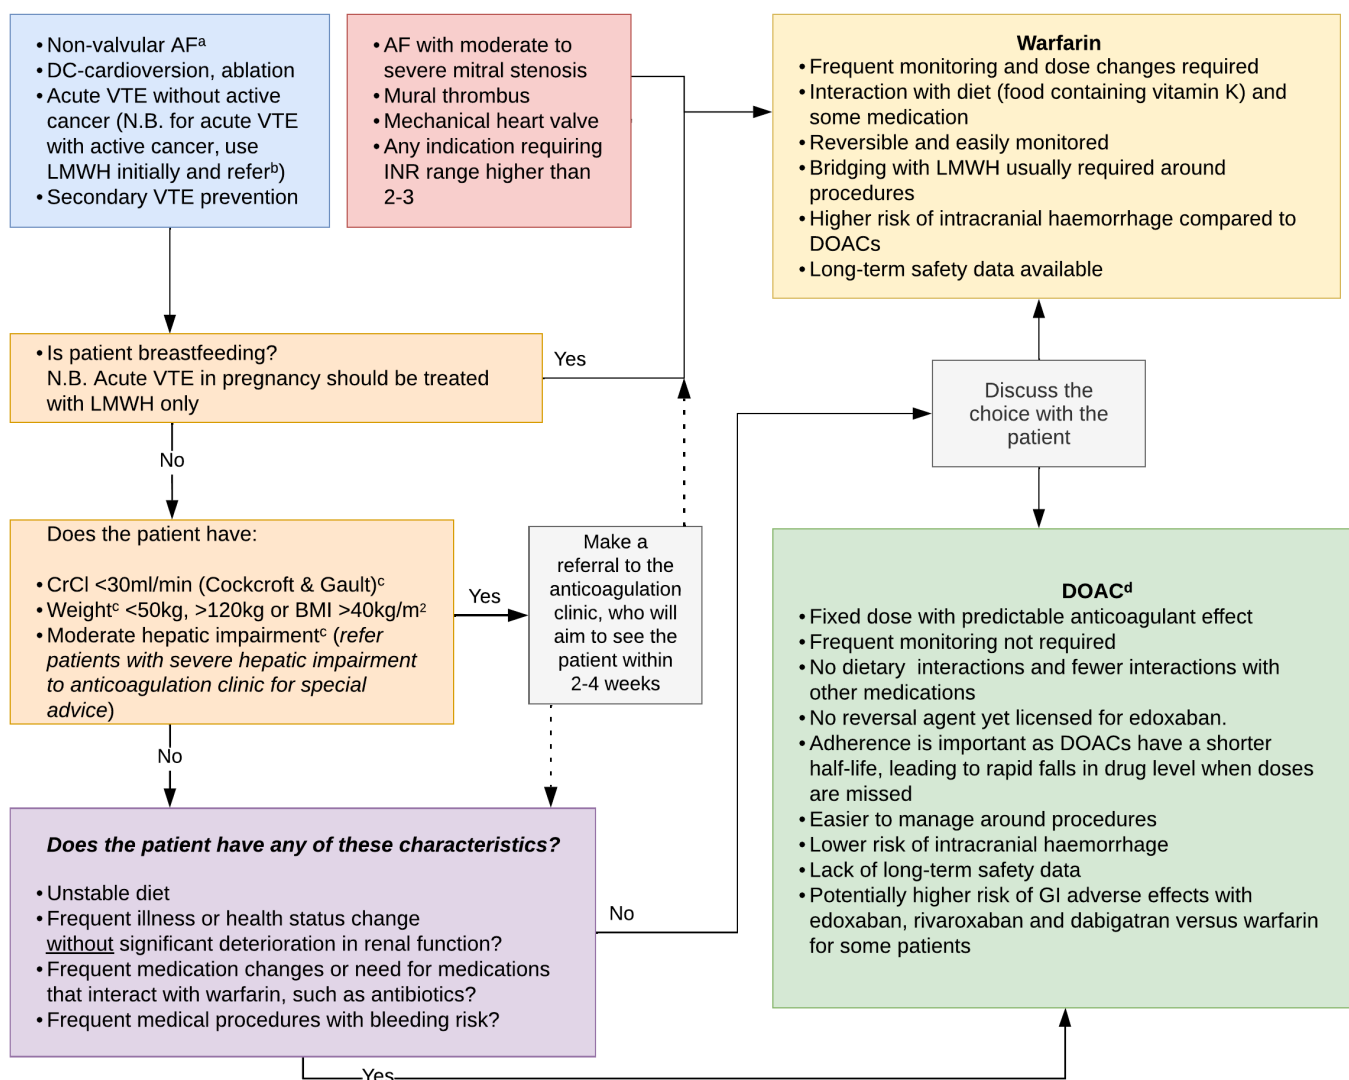 • Non-valvular AFᵃ
• DC-cardioversion, ablation
• Acute VTE without active
cancer (N.B. for acute VTE
with active cancer, use
LMWH initially and referᵇ)
• Secondary VTE prevention
• AF with moderate to
severe mitral stenosis
• Mural thrombus
• Mechanical heart valve
• Any indication requiring
INR range higher than
2-3
Warfarin
• Frequent monitoring and dose changes required
• Interaction with diet (food containing vitamin K) and
some medication
• Reversible and easily monitored
• Bridging with LMWH usually required around
procedures
• Higher risk of intracranial haemorrhage compared to
DOACs
• Long-term safety data available
• Is patient breastfeeding?
N.B. Acute VTE in pregnancy should be treated
with LMWH only
Yes
No
Discuss the
choice with the
patient
Does the patient have:
• CrCl <30ml/min (Cockcroft & Gault)ᶜ
• Weightᶜ <50kg, >120kg or BMI >40kg/m²
• Moderate hepatic impairmentᶜ (refer
patients with severe hepatic impairment
to anticoagulation clinic for special
advice)
Yes
No
Make a
referral to the
anticoagulation
clinic, who will
aim to see the
patient within
2-4 weeks
DOACᵈ
• Fixed dose with predictable anticoagulant effect
• Frequent monitoring not required
• No dietary  interactions and fewer interactions with
other medications
• No reversal agent yet licensed for edoxaban.
• Adherence is important as DOACs have a shorter
half-life, leading to rapid falls in drug level when doses
are missed
• Easier to manage around procedures
• Lower risk of intracranial haemorrhage
• Lack of long-term safety data
• Potentially higher risk of GI adverse effects with
edoxaban, rivaroxaban and dabigatran versus warfarin
for some patients
Does the patient have any of these characteristics?
• Unstable diet
• Frequent illness or health status change
without significant deterioration in renal function?
• Frequent medication changes or need for medications
that interact with warfarin, such as antibiotics?
• Frequent medical procedures with bleeding risk?
No
Yes